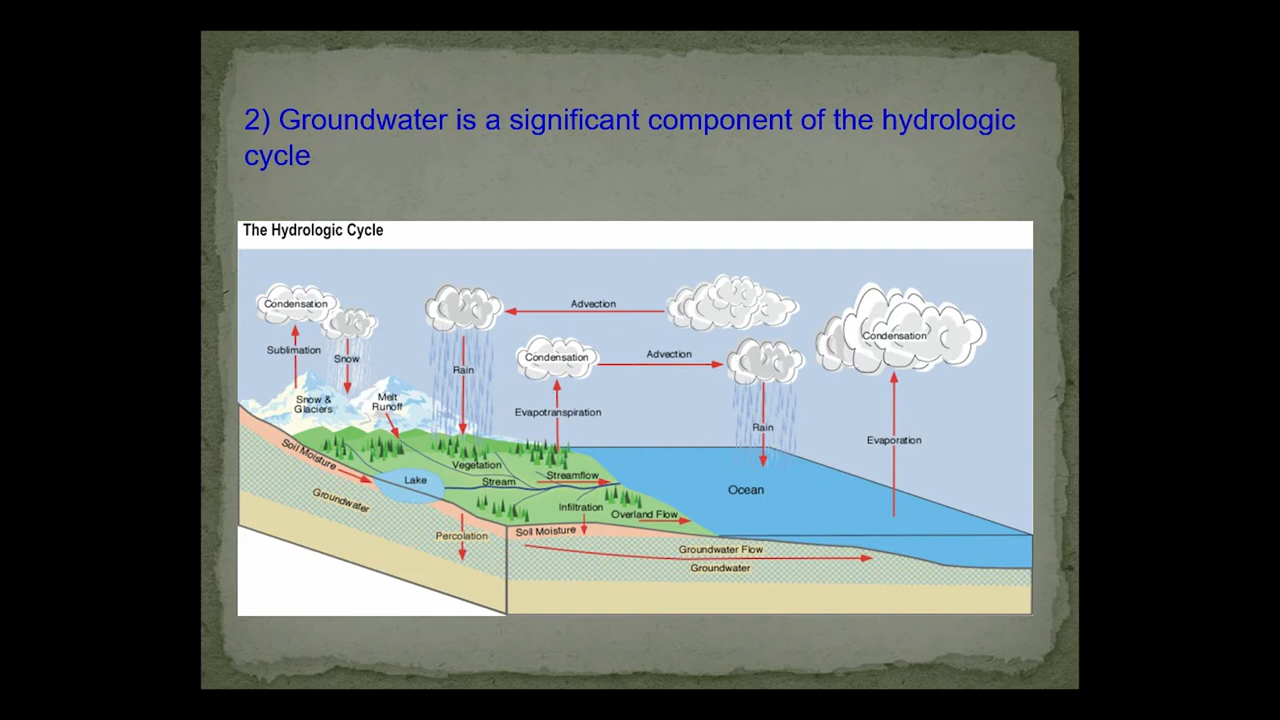 2) Groundwater is a significant component of the hydrologic
cycle
The Hydrologic Cycle
Condensation
Sublimation
Snow
Snow &
Glaciers
Melt
Runoff
Rain
Advection
Condensation
Advection
Evapotranspiration
Rain
Condensation
Evaporation
Soil Moisture
Groundwater
Lake
Vegetation
Stream
Streamflow
Infiltration
Overland Flow
Ocean
Percolation
Soil Moisture
Groundwater Flow
Groundwater